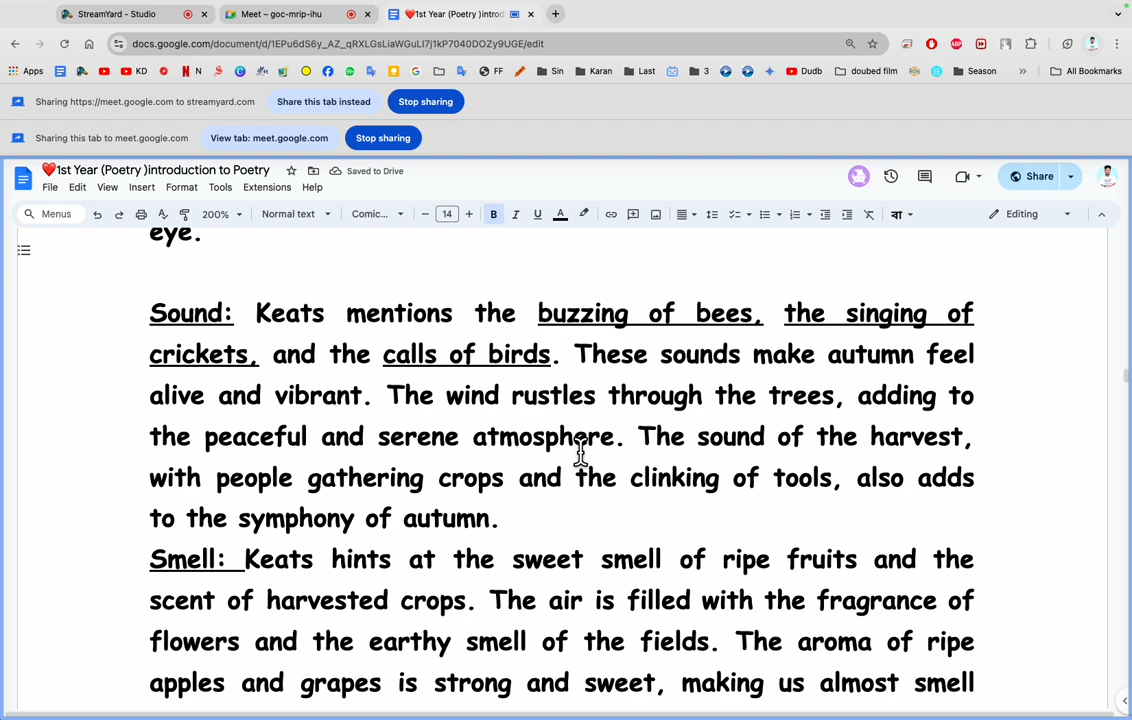 StreamYard - Studio
Meet – goc-mrip-ihu
❤️1st Year (Poetry )introd
docs.google.com/document/d/1EPu6dS6y_AZ_qRXLGsLiaWGuLI7j1kP7040DOZy9UGE/edit
Apps
KD
N
FF
Sin
Karan
Last
3
Dudb
doubed film
Season
All Bookmarks
Sharing https://meet.google.com to streamyard.com
Share this tab instead
Stop sharing
Sharing this tab to meet.google.com
View tab: meet.google.com
Stop sharing
❤️1st Year (Poetry )introduction to Poetry
Saved to Drive
File Edit View Insert Format Tools Extensions Help
Share
Menus
200%
Normal text
Comic...
14
B I U A
বা
Editing
eye.
Sound: Keats mentions the buzzing of bees, the singing of
crickets, and the calls of birds. These sounds make autumn feel
alive and vibrant. The wind rustles through the trees, adding to
the peaceful and serene atmosphere. The sound of the harvest,
with people gathering crops and the clinking of tools, also adds
to the symphony of autumn.
Smell: Keats hints at the sweet smell of ripe fruits and the
scent of harvested crops. The air is filled with the fragrance of
flowers and the earthy smell of the fields. The aroma of ripe
apples and grapes is strong and sweet, making us almost smell